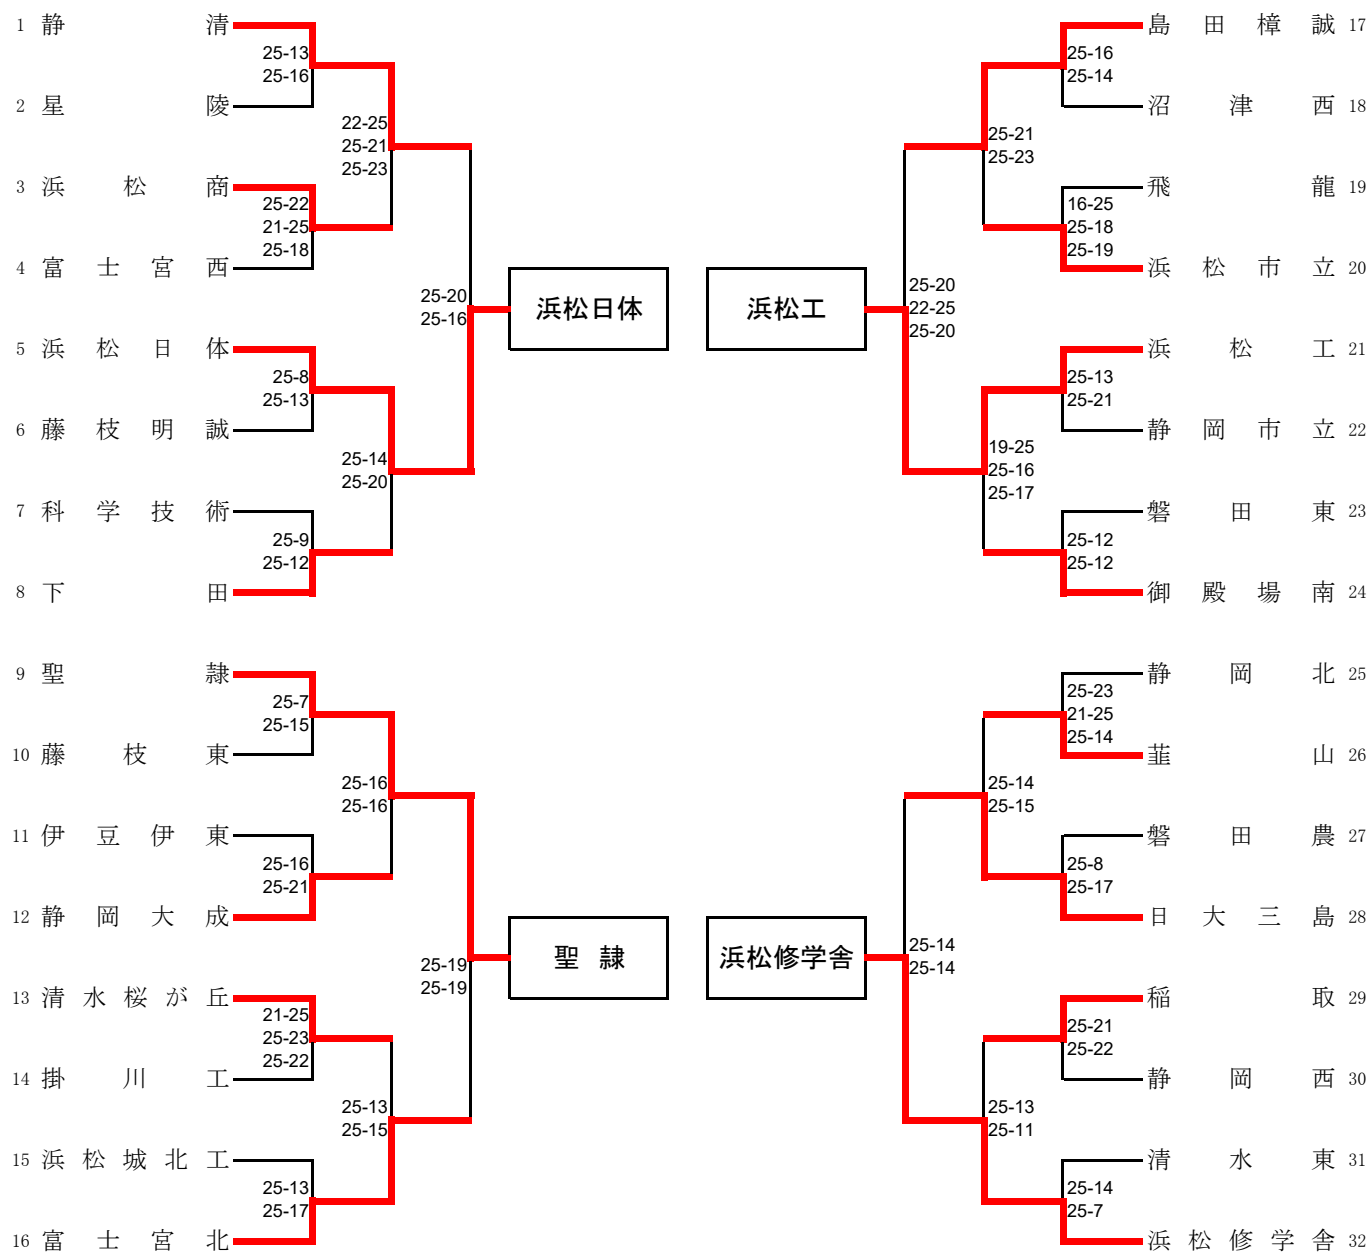 1 静清
25-13
25-16
2 星陵
22-25
25-21
25-23
3 浜松商
25-22
21-25
25-18
4 富士宮西
25-20
25-16
浜松日体
5 浜松日体
25-8
25-13
6 藤枝明誠
25-14
25-20
7 科学技術
25-9
25-12
8 下田
9 聖隷
25-7
25-15
10 藤枝東
25-16
25-16
11 伊豆伊東
25-16
25-21
12 静岡大成
25-19
25-19
聖隷
13 清水桜が丘
21-25
25-23
25-22
14 掛川工
25-13
25-15
15 浜松城北工
25-13
25-17
16 富士宮北
島田樟誠 17
25-16
25-14
沼津西 18
25-21
25-23
飛龍 19
16-25
25-18
25-19
浜松市立 20
浜松工
25-20
22-25
25-20
浜松工 21
25-13
25-21
静岡市立 22
19-25
25-16
25-17
磐田東 23
25-12
25-12
御殿場南 24
静岡北 25
25-23
21-25
25-14
韮山 26
25-14
25-15
磐田農 27
25-8
25-17
日大三島 28
浜松修学舎
25-14
25-14
稲取 29
25-21
25-22
静岡西 30
25-13
25-11
清水東 31
25-14
25-7
浜松修学舎 32